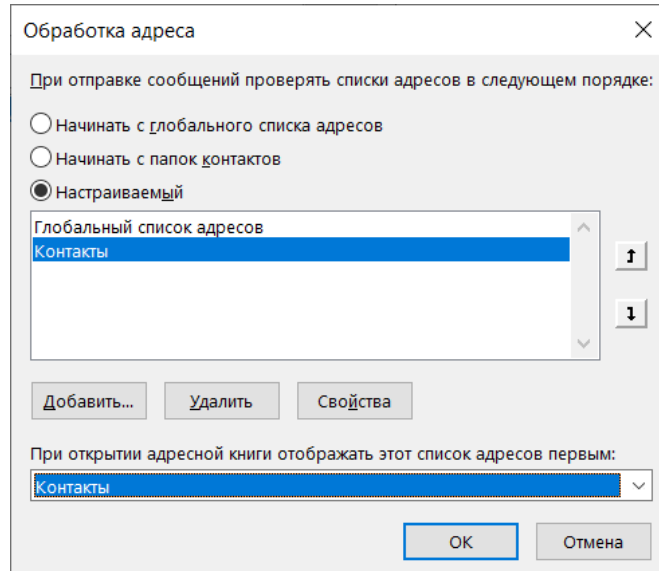 Обработка адреса
При отправке сообщений проверять списки адресов в следующем порядке:
Начинать с глобального списка адресов
Начинать с папок контактов
Настраиваемый
Глобальный список адресов
Контакты
Добавить... Удалить Свойства
При открытии адресной книги отображать этот список адресов первым:
Контакты
ОК Отмена